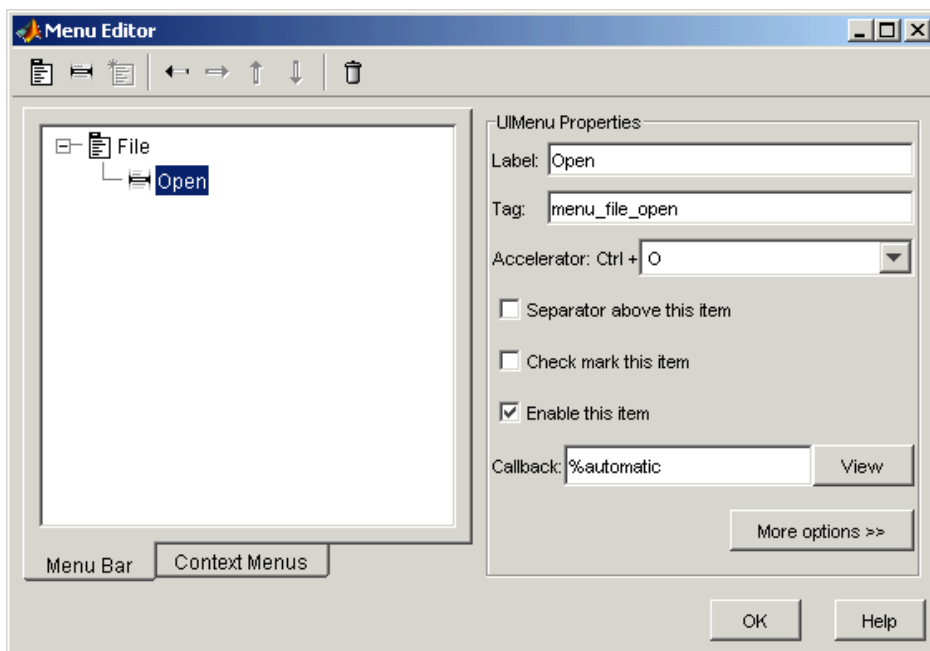 Menu Editor
File
Open
UIMenu Properties
Label: Open
Tag: menu_file_open
Accelerator: Ctrl + O
Separator above this item
Check mark this item
Enable this item
Callback: %automatic View
More options >>
Menu Bar Context Menus
OK Help